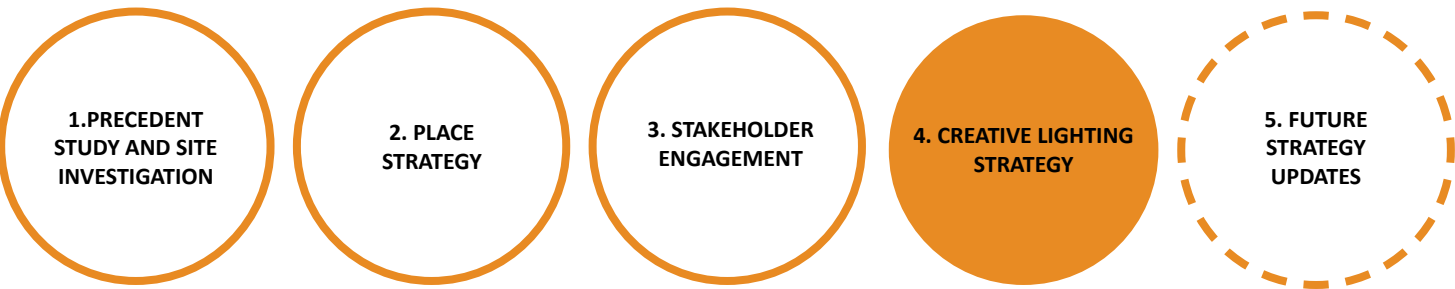 1.PRECEDENT
STUDY AND SITE
INVESTIGATION
2. PLACE
STRATEGY
3. STAKEHOLDER
ENGAGEMENT
4. CREATIVE LIGHTING
STRATEGY
5. FUTURE
STRATEGY
UPDATES